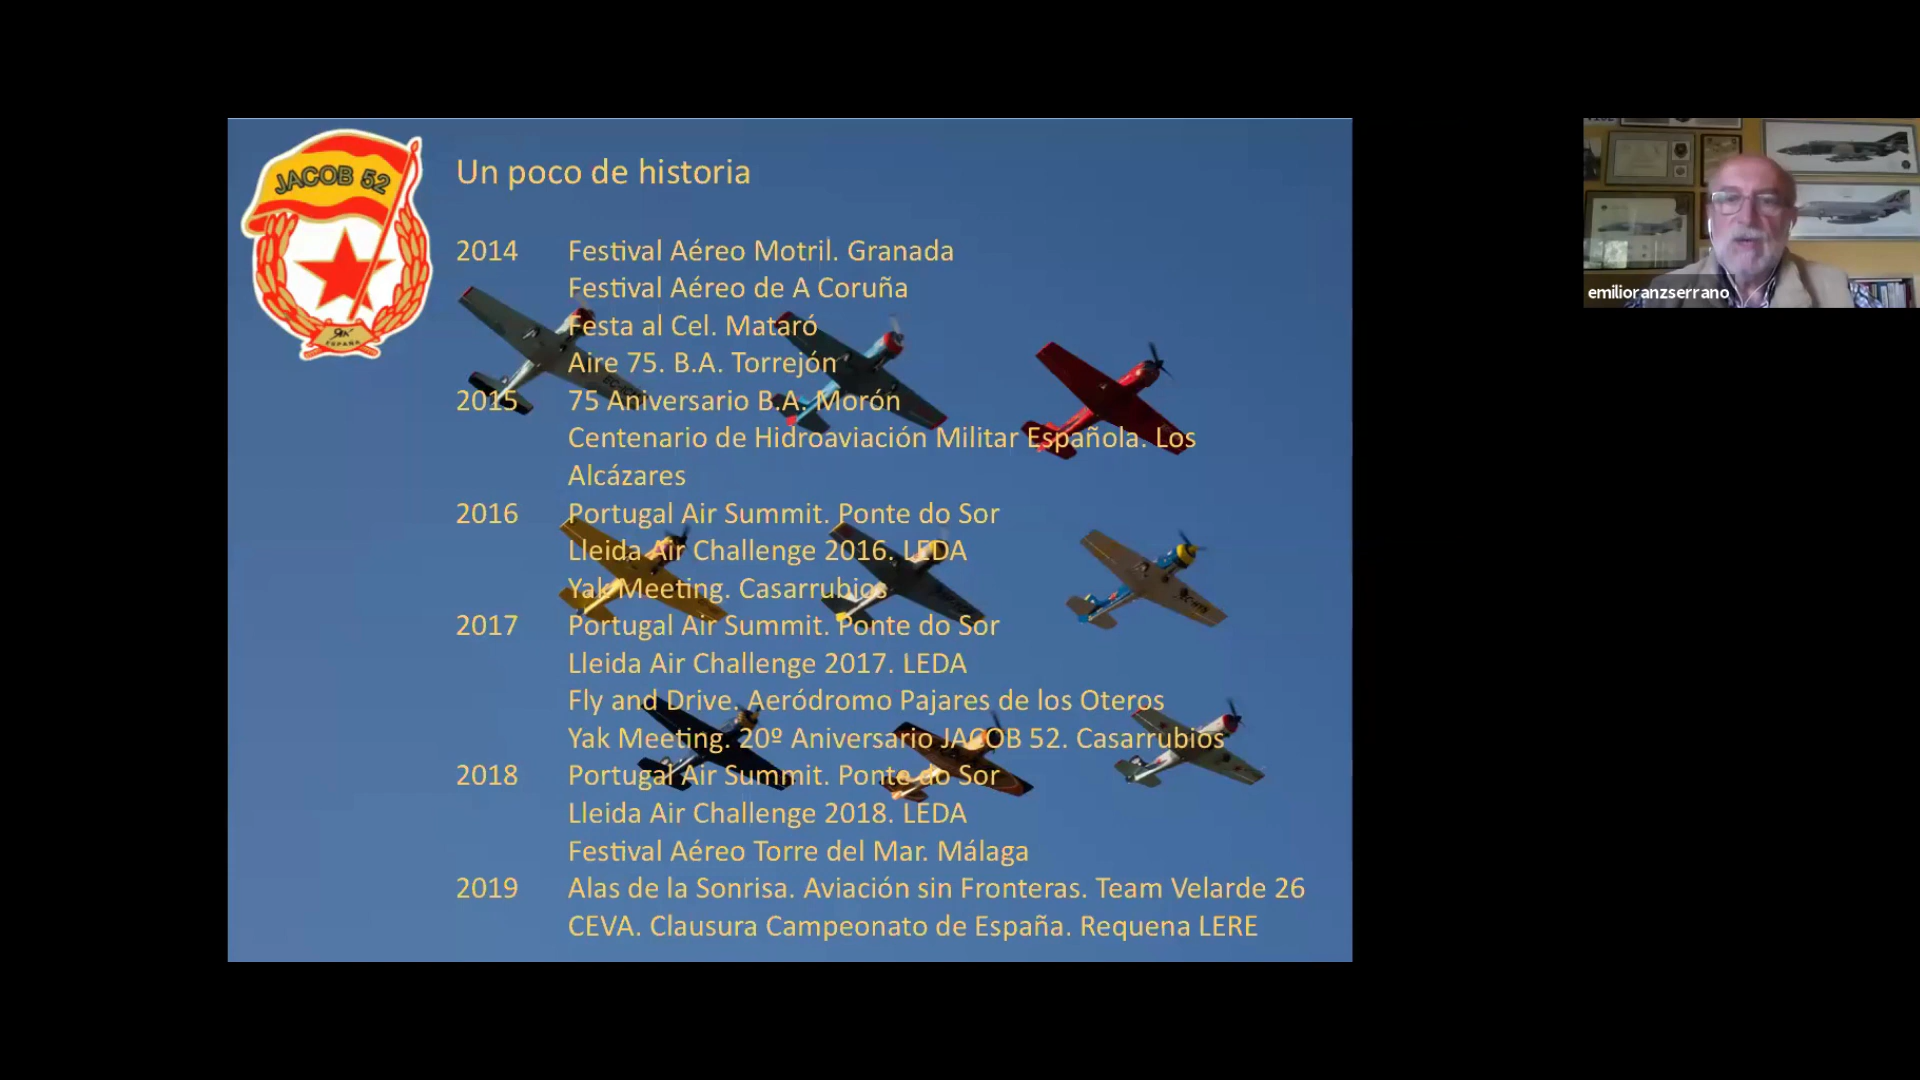 JACOB 52
ESPAÑA
Un poco de historia
2014 Festival Aéreo Motril. Granada
Festival Aéreo de A Coruña
Festa al Cel. Mataró
Aire 75. B.A. Torrejón
2015 75 Aniversario B.A. Morón
Centenario de Hidroaviación Militar Española. Los
Alcázares
2016 Portugal Air Summit. Ponte do Sor
Lleida Air Challenge 2016. LEDA
Yak Meeting. Casarrubios
2017 Portugal Air Summit. Ponte do Sor
Lleida Air Challenge 2017. LEDA
Fly and Drive. Aeródromo Pajares de los Oteros
Yak Meeting. 20º Aniversario JACOB 52. Casarrubios
2018 Portugal Air Summit. Ponte do Sor
Lleida Air Challenge 2018. LEDA
Festival Aéreo Torre del Mar. Málaga
2019 Alas de la Sonrisa. Aviación sin Fronteras. Team Velarde 26
CEVA. Clausura Campeonato de España. Requena LERE
emilioranzserrano